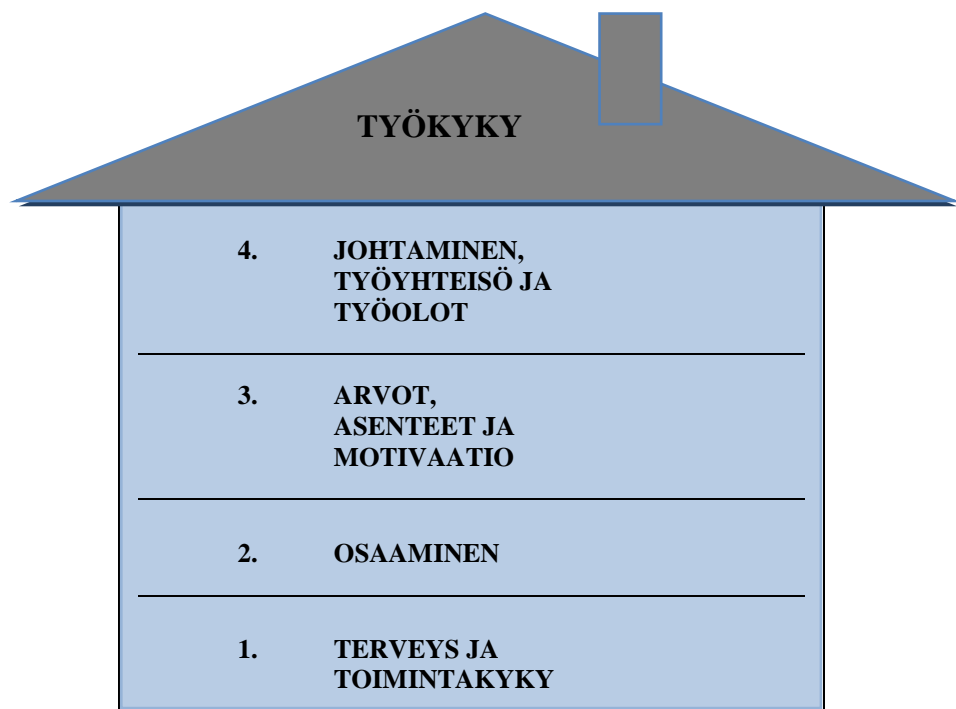 TYÖKYKY
4. JOHTAMINEN,
TYÖYHTEISÖ JA
TYÖOLOT
3. ARVOT,
ASENTEET JA
MOTIVAATIO
2. OSAAMINEN
1. TERVEYS JA
TOIMINTAKYKY